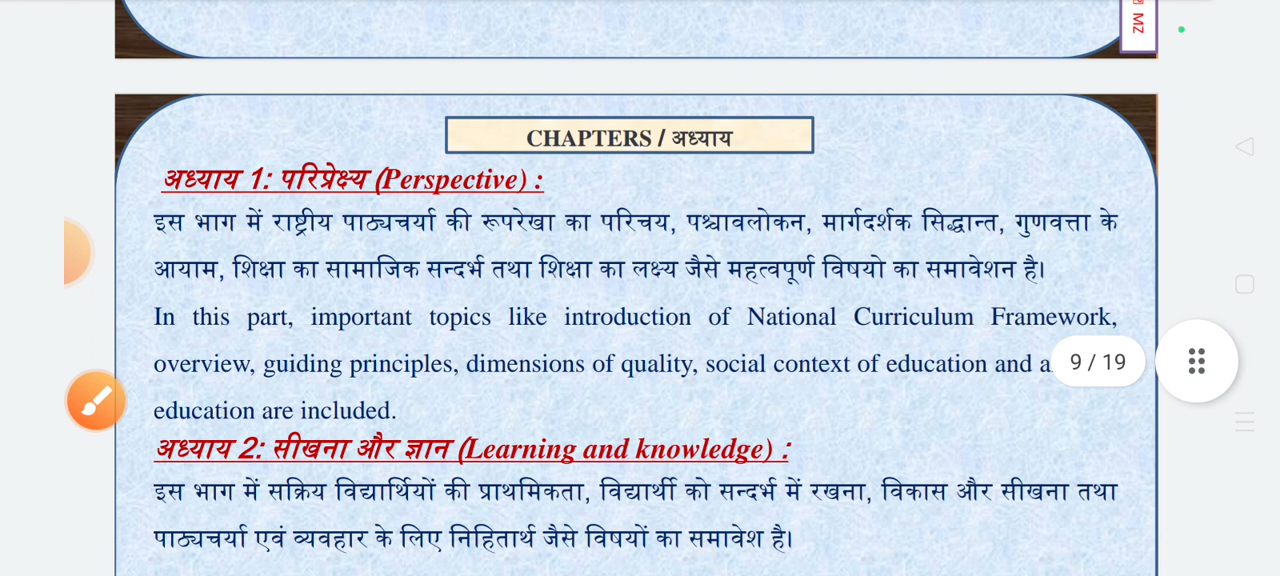 MZ
CHAPTERS / अध्याय
अध्याय 1: परिप्रेक्ष्य (Perspective) :
इस भाग में राष्ट्रीय पाठ्यचर्या की रूपरेखा का परिचय, पश्चावलोकन, मार्गदर्शक सिद्धान्त, गुणवत्ता के
आयाम, शिक्षा का सामाजिक सन्दर्भ तथा शिक्षा का लक्ष्य जैसे महत्वपूर्ण विषयो का समावेशन है।
In this part, important topics like introduction of National Curriculum Framework,
overview, guiding principles, dimensions of quality, social context of education and
9 / 19
education are included.
अध्याय 2: सीखना और ज्ञान (Learning and knowledge) :
इस भाग में सक्रिय विद्यार्थियों की प्राथमिकता, विद्यार्थी को सन्दर्भ में रखना, विकास और सीखना तथा
पाठ्यचर्या एवं व्यवहार के लिए निहितार्थ जैसे विषयों का समावेश है।